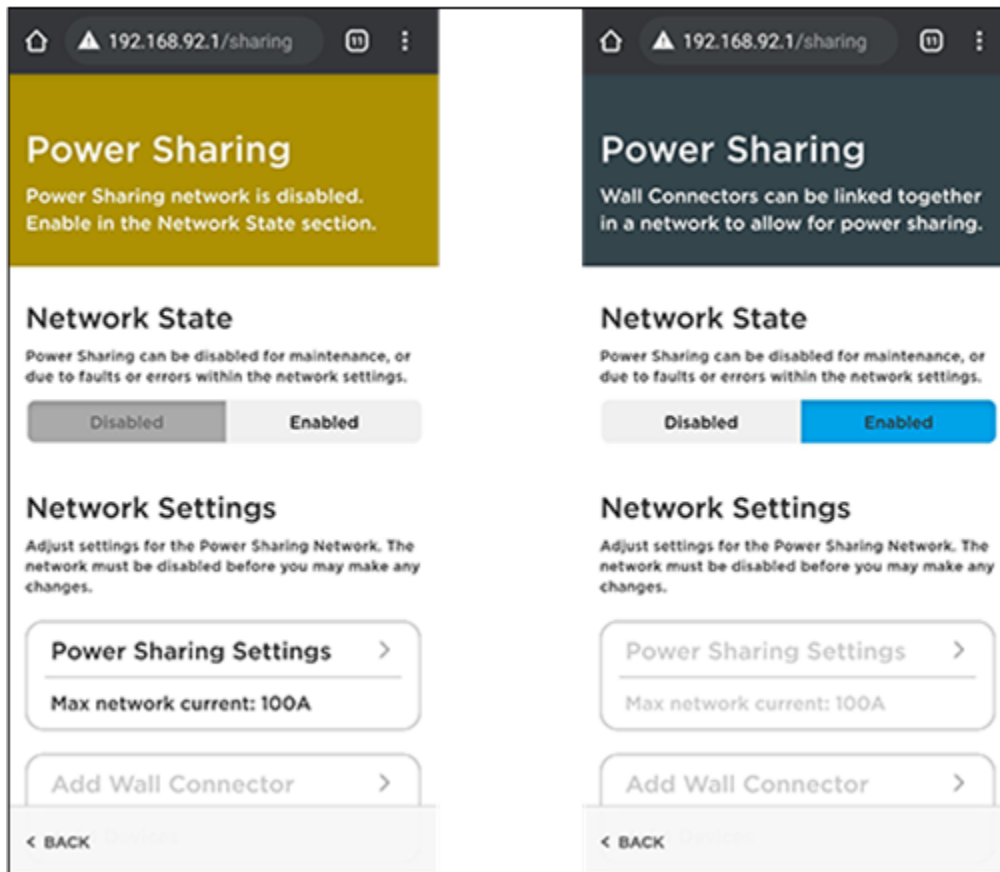 192.168.92.1/sharing
11
Power Sharing
Power Sharing network is disabled.
Enable in the Network State section.
Network State
Power Sharing can be disabled for maintenance, or
due to faults or errors within the network settings.
Disabled
Enabled
Network Settings
Adjust settings for the Power Sharing Network. The
network must be disabled before you may make any
changes.
Power Sharing Settings
Max network current: 100A
Add Wall Connector
< BACK
192.168.92.1/sharing
11
Power Sharing
Wall Connectors can be linked together
in a network to allow for power sharing.
Network State
Power Sharing can be disabled for maintenance, or
due to faults or errors within the network settings.
Disabled
Enabled
Network Settings
Adjust settings for the Power Sharing Network. The
network must be disabled before you may make any
changes.
Power Sharing Settings
Max network current: 100A
Add Wall Connector
< BACK
Devices